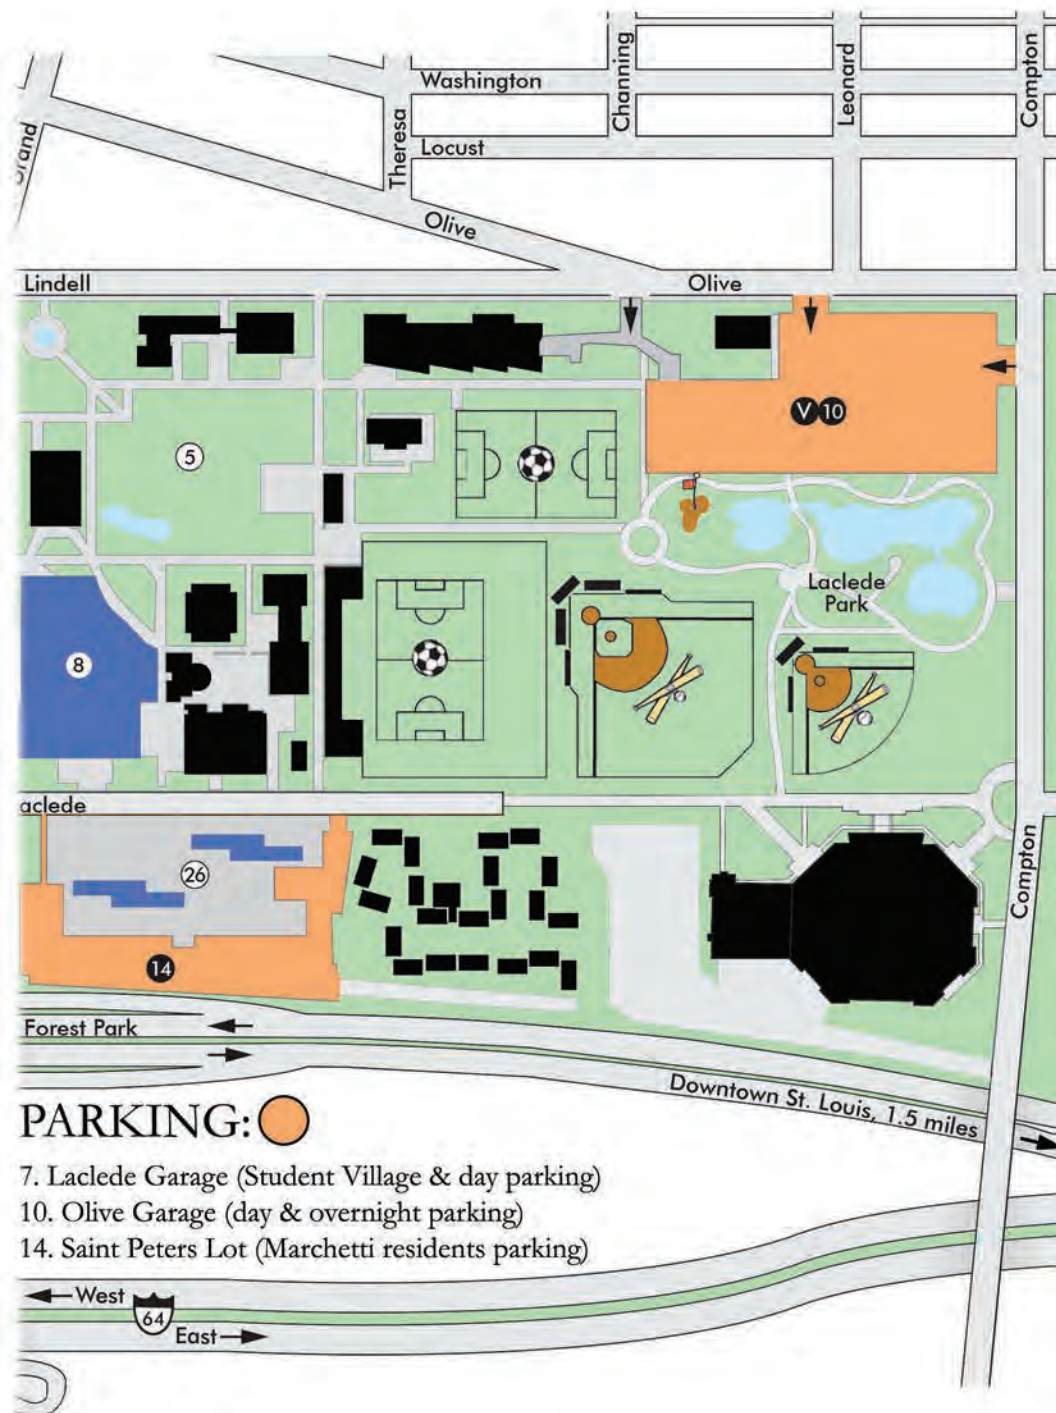 Washington
Channing
Leonard
Compton
Theresa
Locust
Olive
Lindell
Olive
V 10
5
Laclede
Park
8
aclede
26
Compton
14
Forest Park
Downtown St. Louis, 1.5 miles
PARKING:
7. Laclede Garage (Student Village & day parking)
10. Olive Garage (day & overnight parking)
14. Saint Peters Lot (Marchetti residents parking)
West
64
East